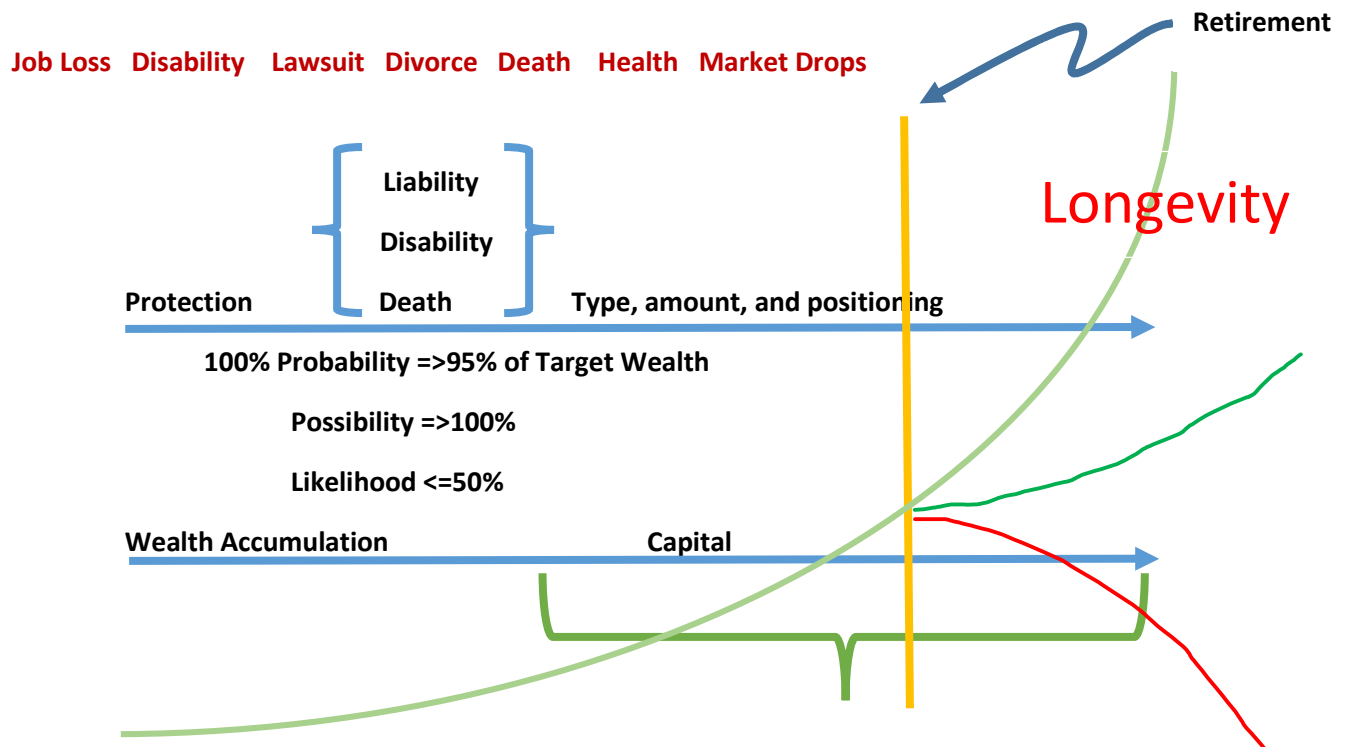 Retirement
Job Loss Disability Lawsuit Divorce Death Health Market Drops
Liability
Longevity
Disability
Protection Death Type, amount, and positioning
100% Probability =>95% of Target Wealth
Possibility =>100%
Likelihood <=50%
Wealth Accumulation Capital